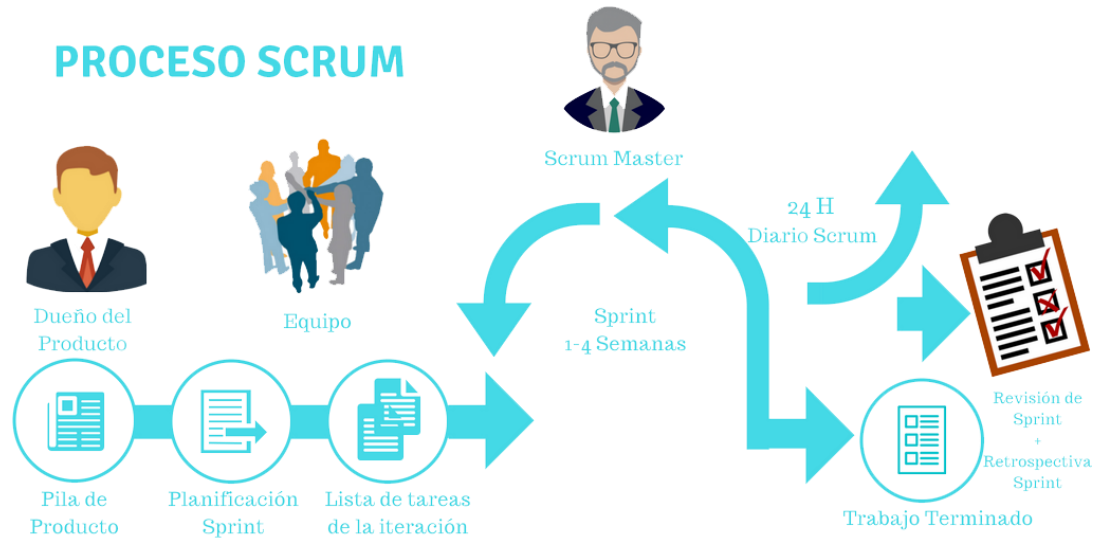 PROCESO SCRUM
Scrum Master
Dueño del
Producto
Equipo
24 H
Diario Scrum
Sprint
1-4 Semanas
Pila de
Producto
Planificación
Sprint
Lista de tareas
de la iteración
Revisión de
Sprint
+
Retrospectiva
Sprint
Trabajo Terminado